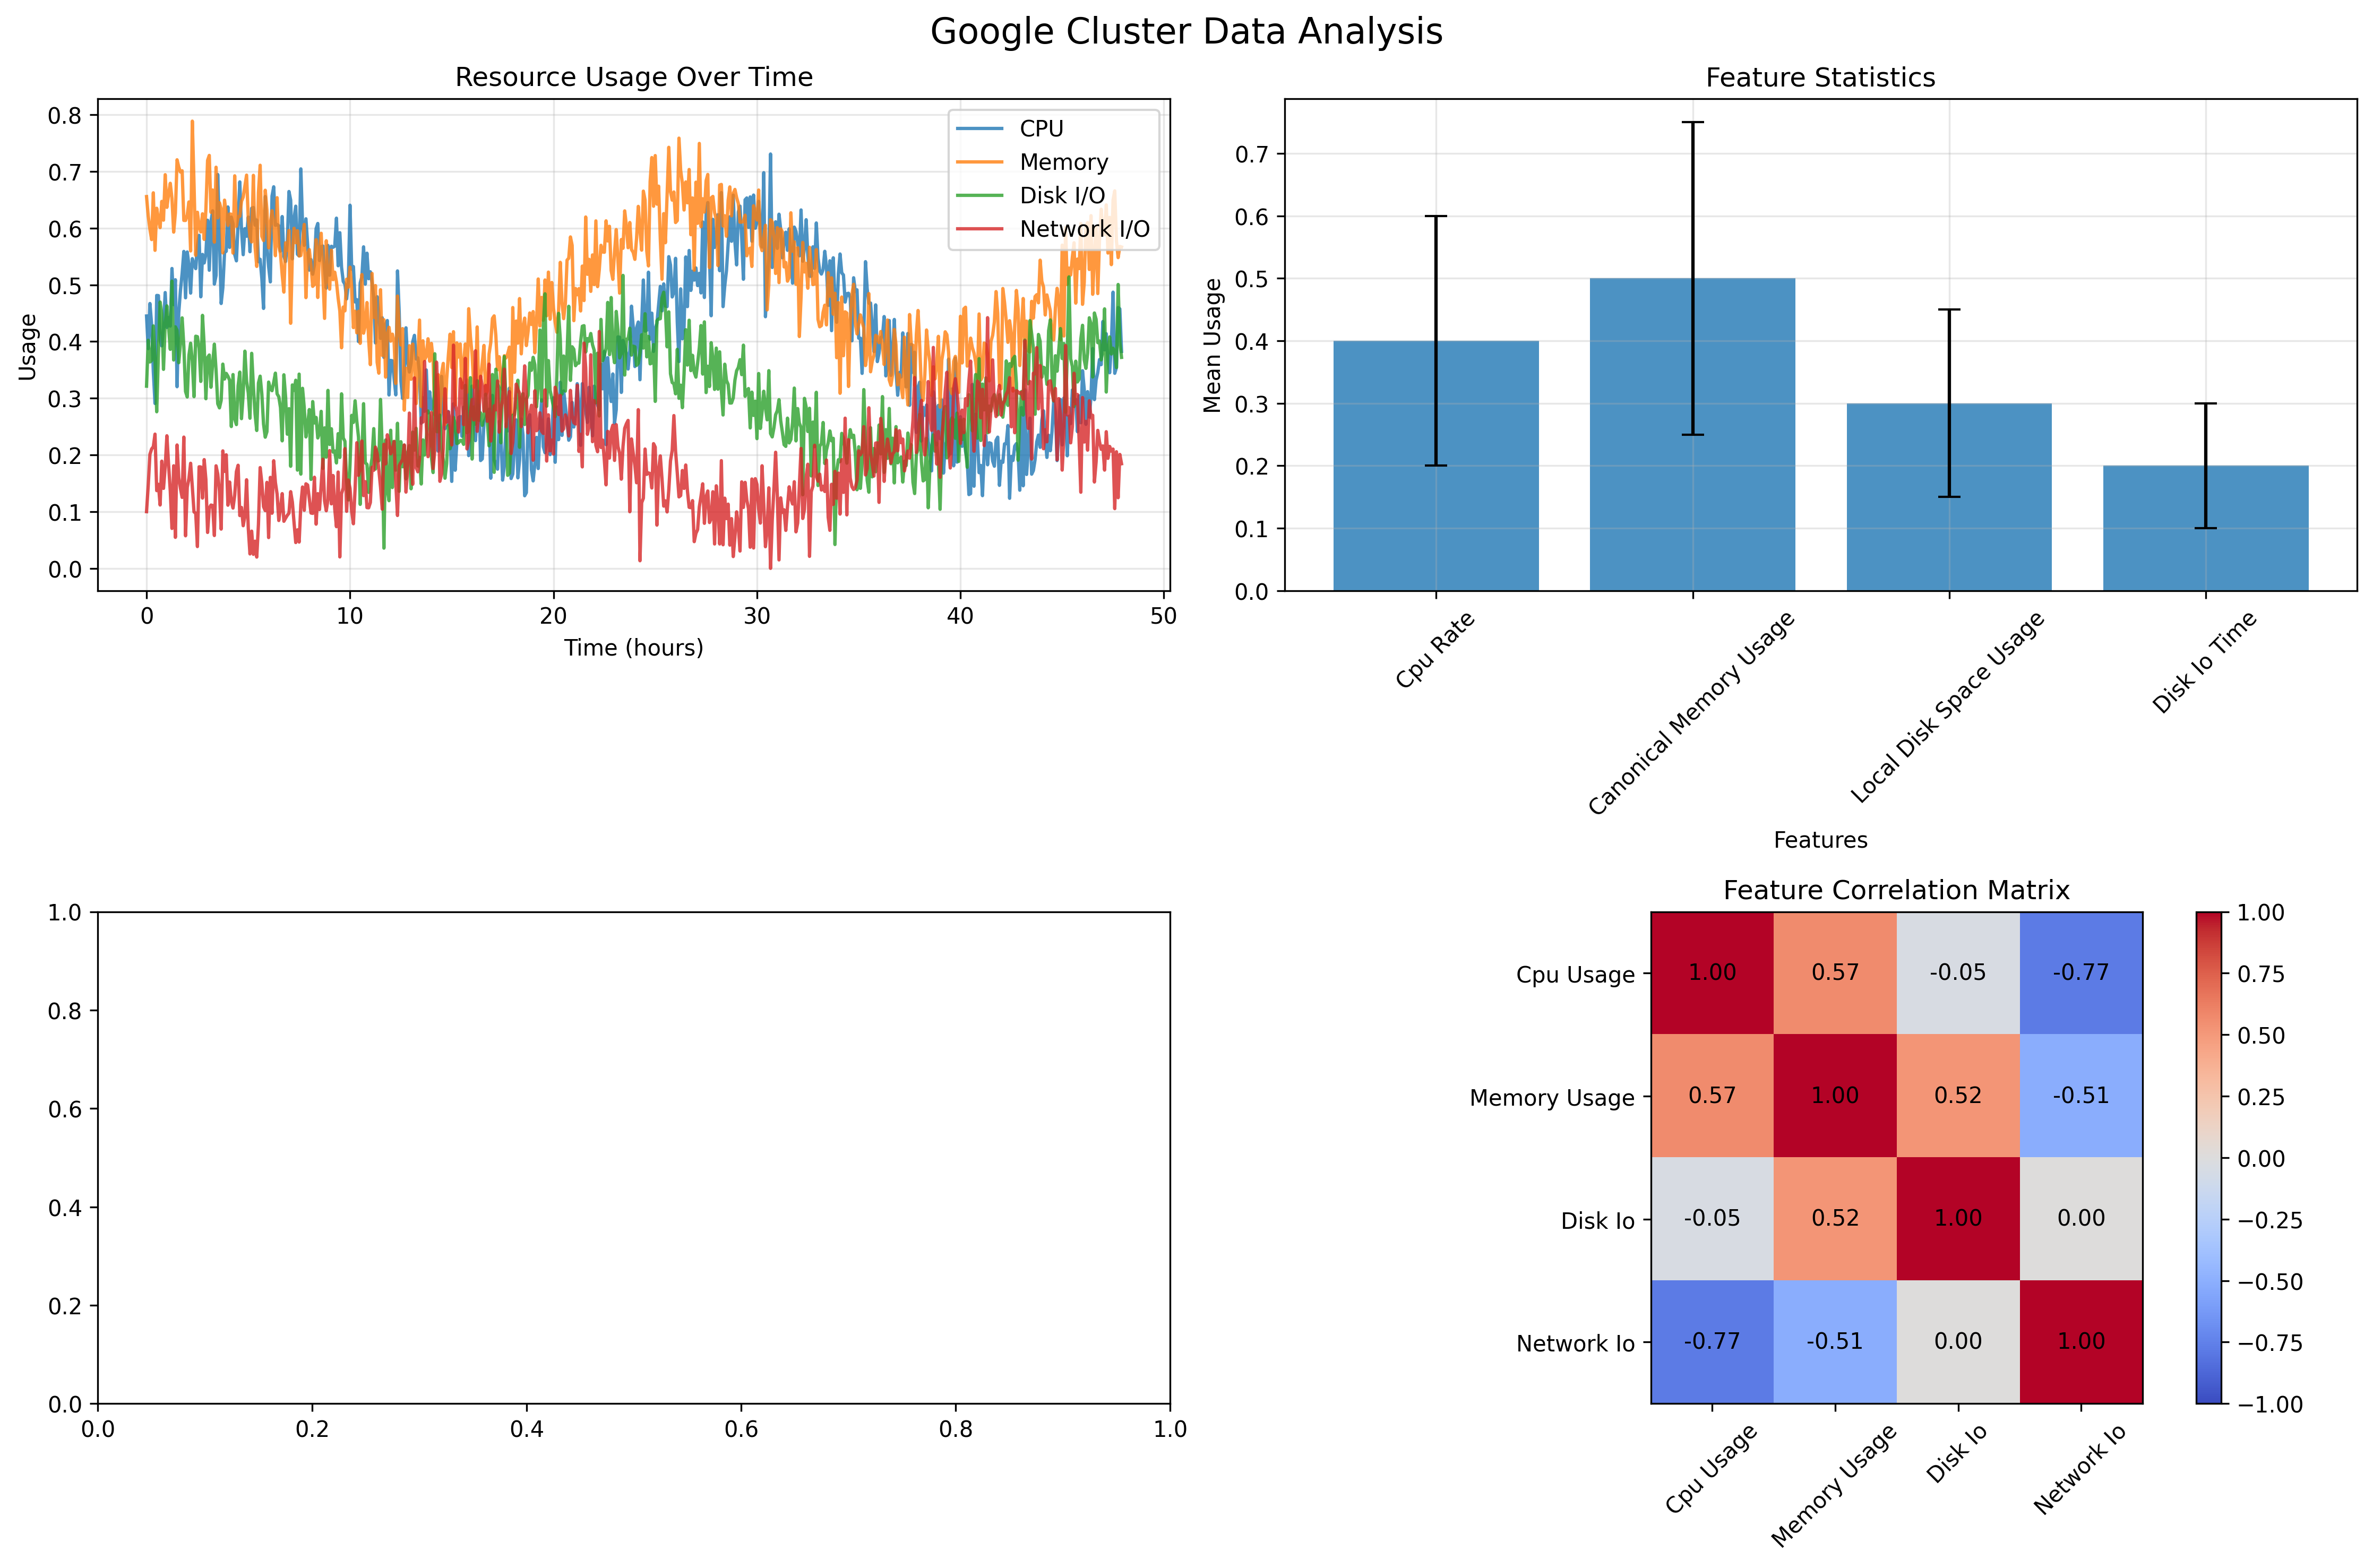 Google Cluster Data Analysis
Resource Usage Over Time
Usage
0.8
0.7
0.6
0.5
0.4
0.3
0.2
0.1
0.0
0 10 20 30 40 50
Time (hours)
CPU
Memory
Disk I/O
Network I/O
Feature Statistics
Mean Usage
0.7
0.6
0.5
0.4
0.3
0.2
0.1
0.0
Cpu Rate
Canonical Memory Usage
Local Disk Space Usage
Disk Io Time
Features
1.0
0.8
0.6
0.4
0.2
0.0
0.0 0.2 0.4 0.6 0.8 1.0
Feature Correlation Matrix
Cpu Usage 1.00 0.57 -0.05 -0.77
Memory Usage 0.57 1.00 0.52 -0.51
Disk Io -0.05 0.52 1.00 0.00
Network Io -0.77 -0.51 0.00 1.00
Cpu Usage
Memory Usage
Disk Io
Network Io
1.00
0.75
0.50
0.25
0.00
−0.25
−0.50
−0.75
−1.00